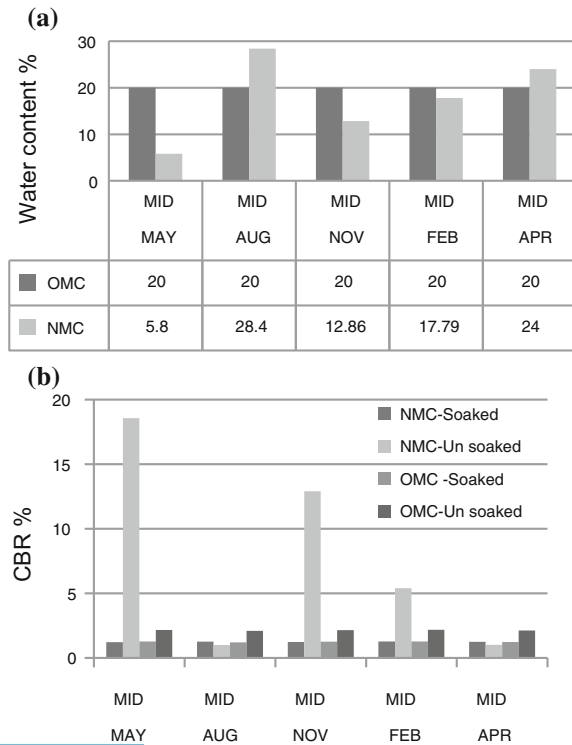 (a)
Water content %
30
20
10
0
MID MID MID MID MID
MAY AUG NOV FEB APR
OMC 20 20 20 20 20
NMC 5.8 28.4 12.86 17.79 24
(b)
CBR %
20
15
10
5
0
NMC-Soaked
NMC-Un soaked
OMC -Soaked
OMC-Un soaked
MID MID MID MID MID
MAY AUG NOV FEB APR